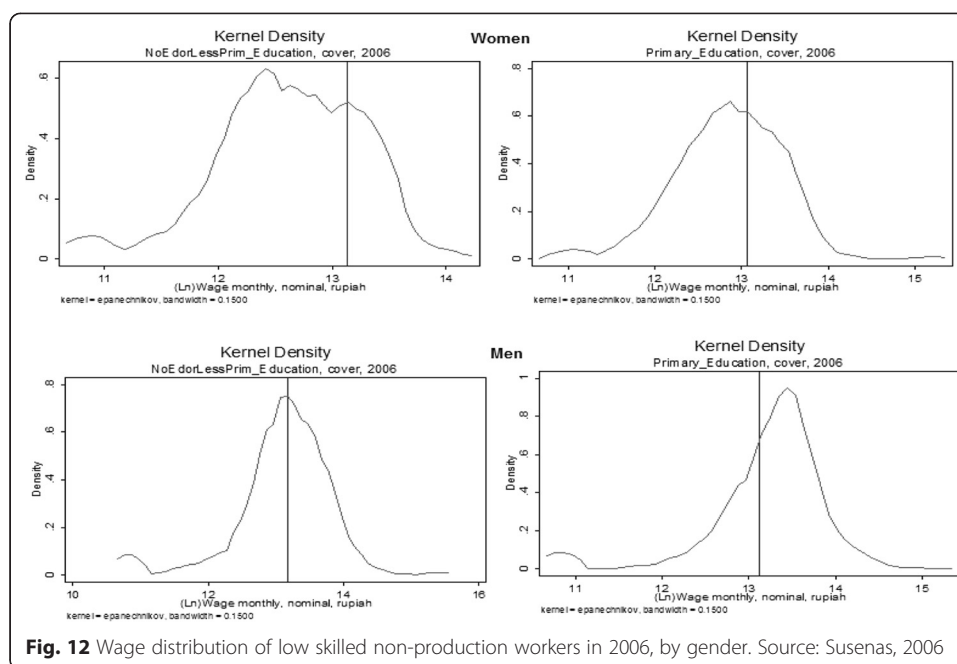 Kernel Density
Women
NoEdorLessPrim_Education, cover, 2006
.6
.4
.2
0
Density
11
12
13
14
(Ln)Wage monthly, nominal, rupiah
kernel = epanechnikov, bandwidth = 0.1500
Kernel Density
Primary_Education, cover, 2006
.8
.6
.4
.2
0
Density
11
12
13
14
15
(Ln)Wage monthly, nominal, rupiah
kernel = epanechnikov, bandwidth = 0.1500
Kernel Density
Men
NoEdorLessPrim_Education, cover, 2006
.8
.6
.4
.2
0
Density
10
12
14
16
(Ln)Wage monthly, nominal, rupiah
kernel = epanechnikov, bandwidth = 0.1500
Kernel Density
Primary_Education, cover, 2006
1
.8
.6
.4
.2
0
Density
11
12
13
14
15
(Ln)Wage monthly, nominal, rupiah
kernel = epanechnikov, bandwidth = 0.1500
Fig. 12 Wage distribution of low skilled non-production workers in 2006, by gender. Source: Susenas, 2006